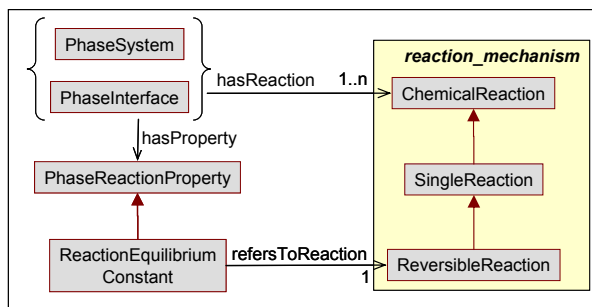 PhaseSystem
reaction_mechanism
hasReaction
1..n
PhaseInterface
ChemicalReaction
hasProperty
PhaseReactionProperty
SingleReaction
ReactionEquilibrium
Constant
refersToReaction
1
ReversibleReaction